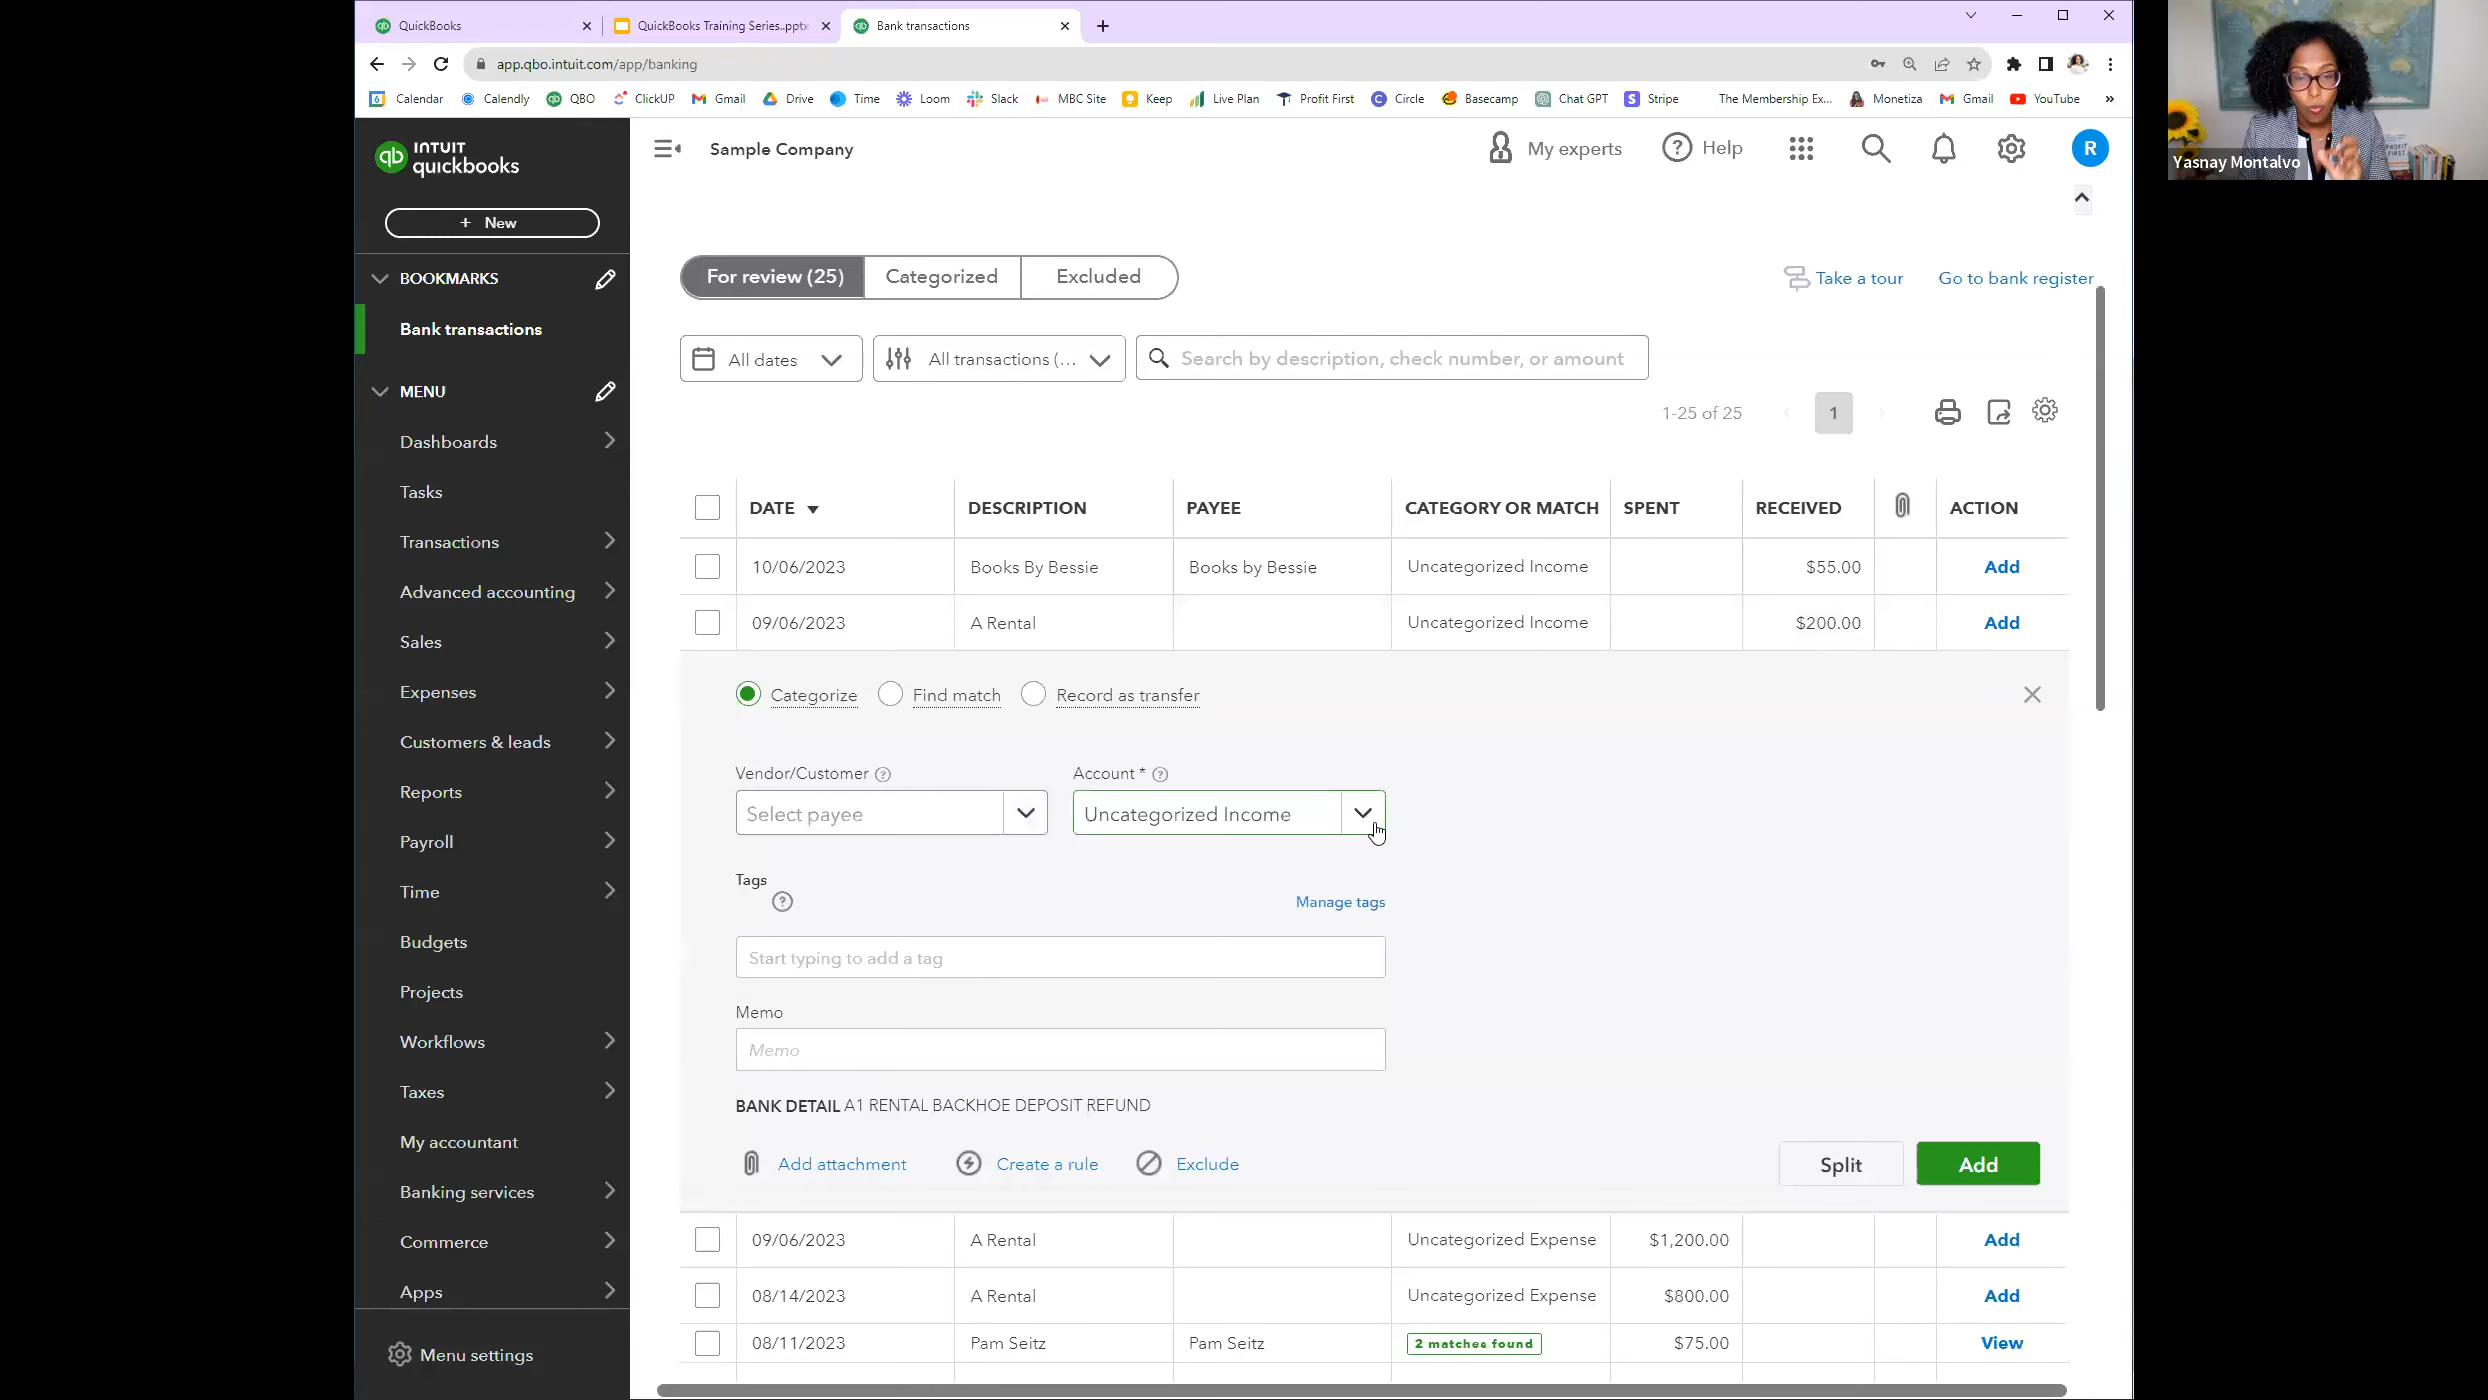 QuickBooks
QuickBooks Training Series..pptx
Bank transactions
app.qbo.intuit.com/app/banking
Calendar
Calendly
QBO
ClickUP
Gmail
Drive
Time
Loom
Slack
MBC Site
Keep
Live Plan
Profit First
Circle
Basecamp
Chat GPT
Stripe
The Membership Ex...
Monetiza
Gmail
YouTube
»
INTUIT
quickbooks
+ New
BOOKMARKS
Bank transactions
MENU
Dashboards
Tasks
Transactions
Advanced accounting
Sales
Expenses
Customers & leads
Reports
Payroll
Time
Budgets
Projects
Workflows
Taxes
My accountant
Banking services
Commerce
Apps
Menu settings
Sample Company
My experts
Help
R
For review (25)
Categorized
Excluded
Take a tour
Go to bank register
All dates
All transactions (...
Search by description, check number, or amount
1-25 of 25
1
DATE DESCRIPTION PAYEE CATEGORY OR MATCH SPENT RECEIVED ACTION
10/06/2023 Books By Bessie Books by Bessie Uncategorized Income $55.00 Add
09/06/2023 A Rental Uncategorized Income $200.00 Add
Categorize Find match Record as transfer
Vendor/Customer Account *
Select payee Uncategorized Income
Tags
Manage tags
Start typing to add a tag
Memo
Memo
BANK DETAIL A1 RENTAL BACKHOE DEPOSIT REFUND
Add attachment Create a rule Exclude Split Add
09/06/2023 A Rental Uncategorized Expense $1,200.00 Add
08/14/2023 A Rental Uncategorized Expense $800.00 Add
08/11/2023 Pam Seitz Pam Seitz 2 matches found $75.00 View
Yasnay Montalvo
PROFIT
FIRST